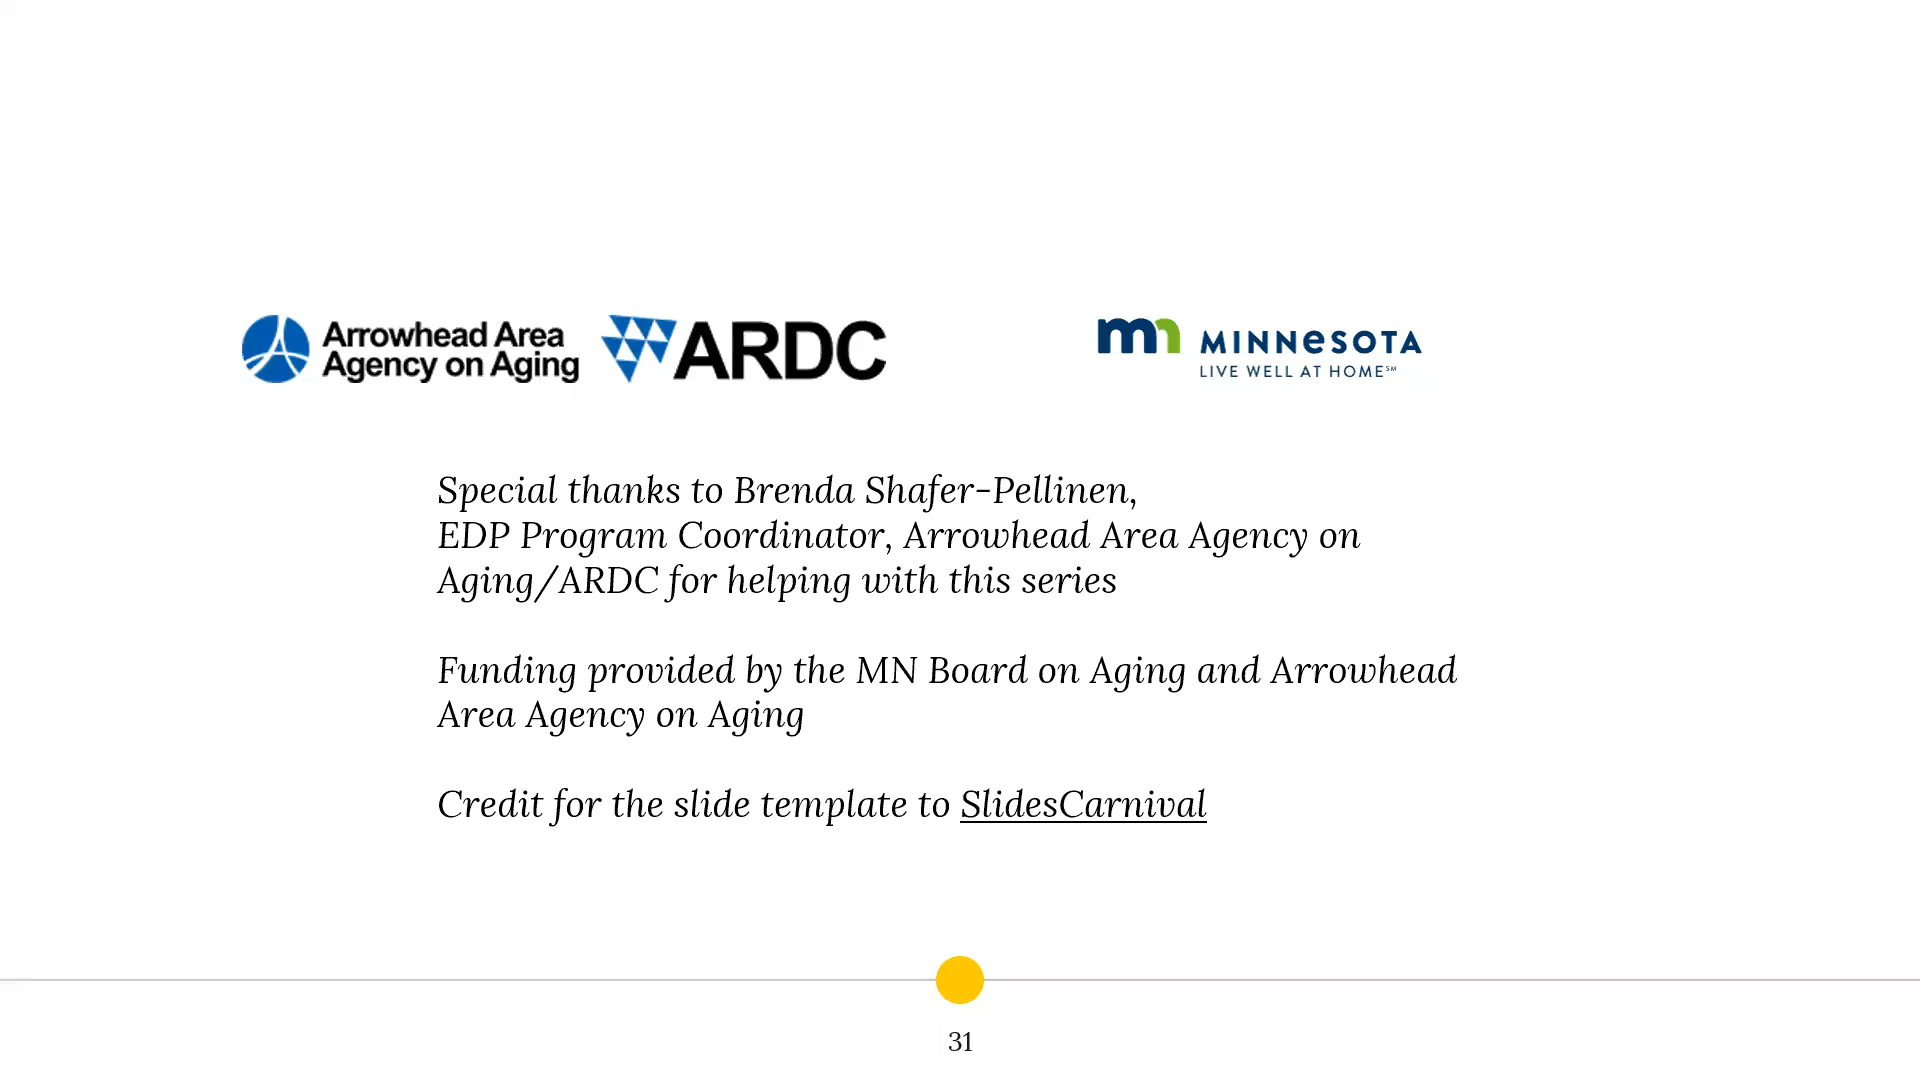 Arrowhead Area
Agency on Aging
ARDC
mn MINNESOTA
LIVE WELL AT HOME℠
Special thanks to Brenda Shafer-Pellinen,
EDP Program Coordinator, Arrowhead Area Agency on
Aging/ARDC for helping with this series
Funding provided by the MN Board on Aging and Arrowhead
Area Agency on Aging
Credit for the slide template to SlidesCarnival
31